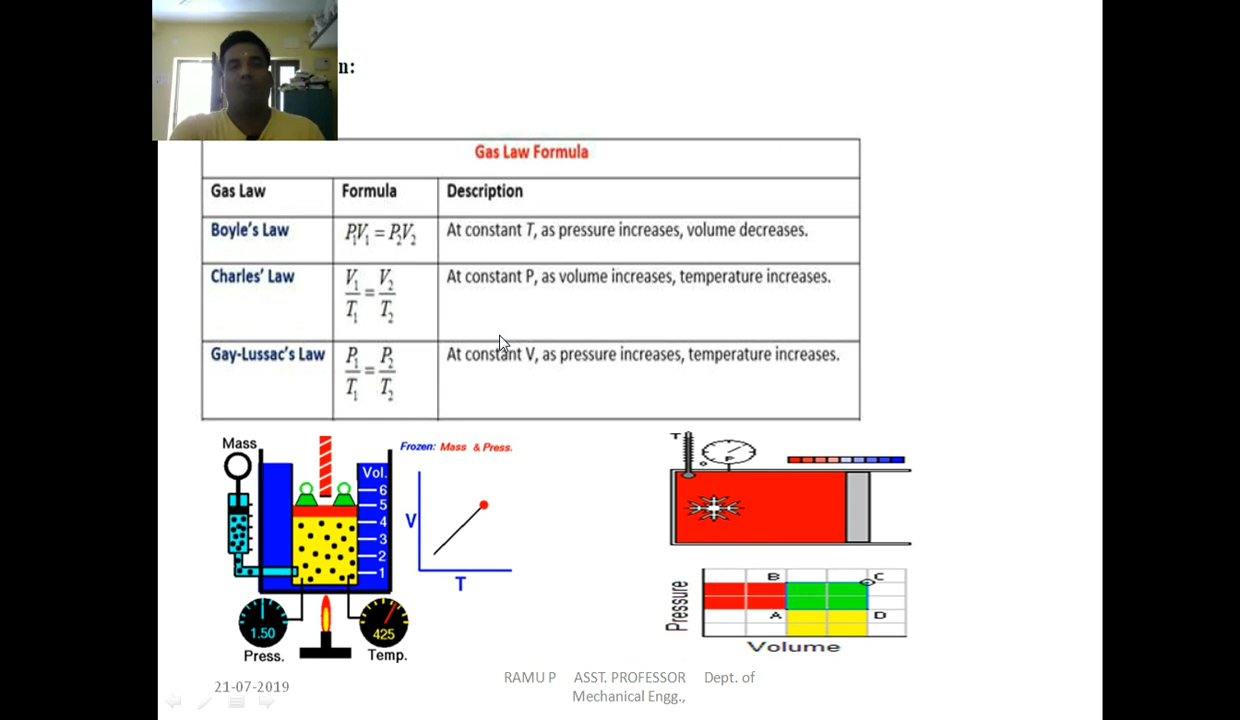 n:
Gas Law Formula
Gas Law Formula Description
Boyle's Law P₁V₁ = P₂V₂ At constant T, as pressure increases, volume decreases.
Charles' Law V₁/T₁ = V₂/T₂ At constant P, as volume increases, temperature increases.
Gay-Lussac's Law P₁/T₁ = P₂/T₂ At constant V, as pressure increases, temperature increases.
Mass
Vol.
6
5
4
3
2
1
1.50
Press.
425
Temp.
Frozen: Mass & Press.
V
T
T
P
B C
A D
Pressure
Volume
21-07-2019
RAMU P ASST. PROFESSOR Dept. of
Mechanical Engg.,